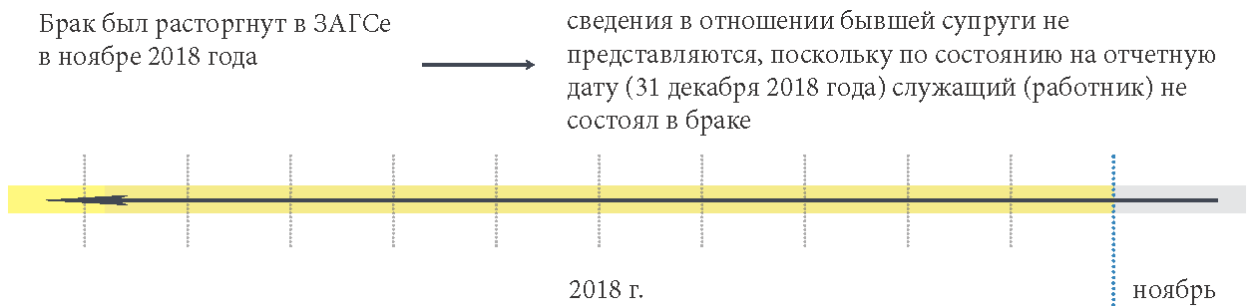 Брак был расторгнут в ЗАГСе
в ноябре 2018 года
сведения в отношении бывшей супруги не
представляются, поскольку по состоянию на отчетную
дату (31 декабря 2018 года) служащий (работник) не
состоял в браке
2018 г.
ноябрь